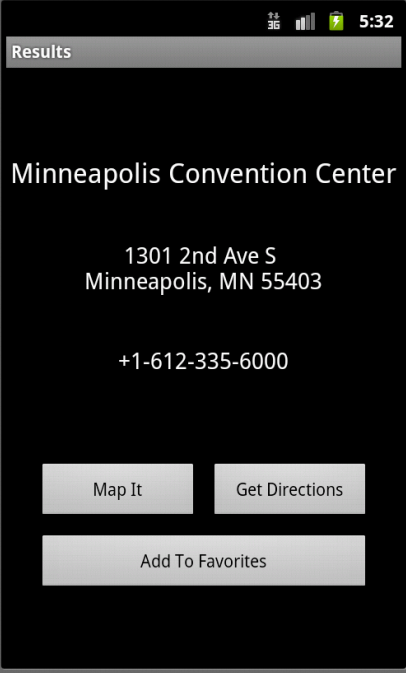 3G 5:32
Results
Minneapolis Convention Center
1301 2nd Ave S
Minneapolis, MN 55403
+1-612-335-6000
Map It Get Directions
Add To Favorites